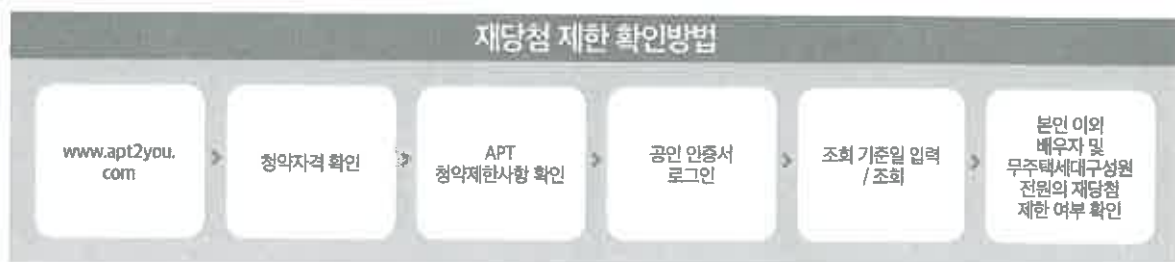 재당첨 제한 확인방법
www.apt2you.
com
청약자격 확인
APT
청약제한사항 확인
공인 인증서
로그인
조회 기준일 입력
/ 조회
본인 이외
배우자 및
무주택세대구성원
전원의 재당첨
제한 여부 확인